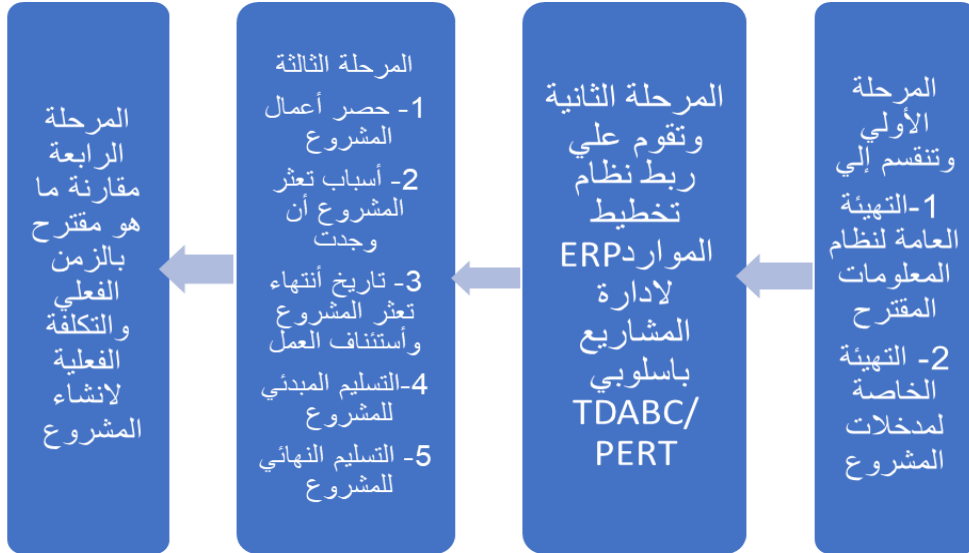 المرحلة
الأولي
وتنقسم إلي
1-التهيئة
العامة لنظام
المعلومات
المقترح
2- التهيئة
الخاصة
لمدخلات
المشروع
المرحلة الثانية
وتقوم علي
ربط نظام
تخطيط
المواردERP
لادارة
المشاريع
باسلوبي
TDABC/
PERT
المرحلة الثالثة
1- حصر أعمال
المشروع
2- أسباب تعثر
المشروع أن
وجدت
3- تاريخ أنتهاء
تعثر المشروع
وأستئناف العمل
4-التسليم المبدئي
للمشروع
5- التسليم النهائي
للمشروع
المرحلة
الرابعة
مقارنة ما
هو مقترح
بالزمن
الفعلي
والتكلفة
الفعلية
لانشاء
المشروع